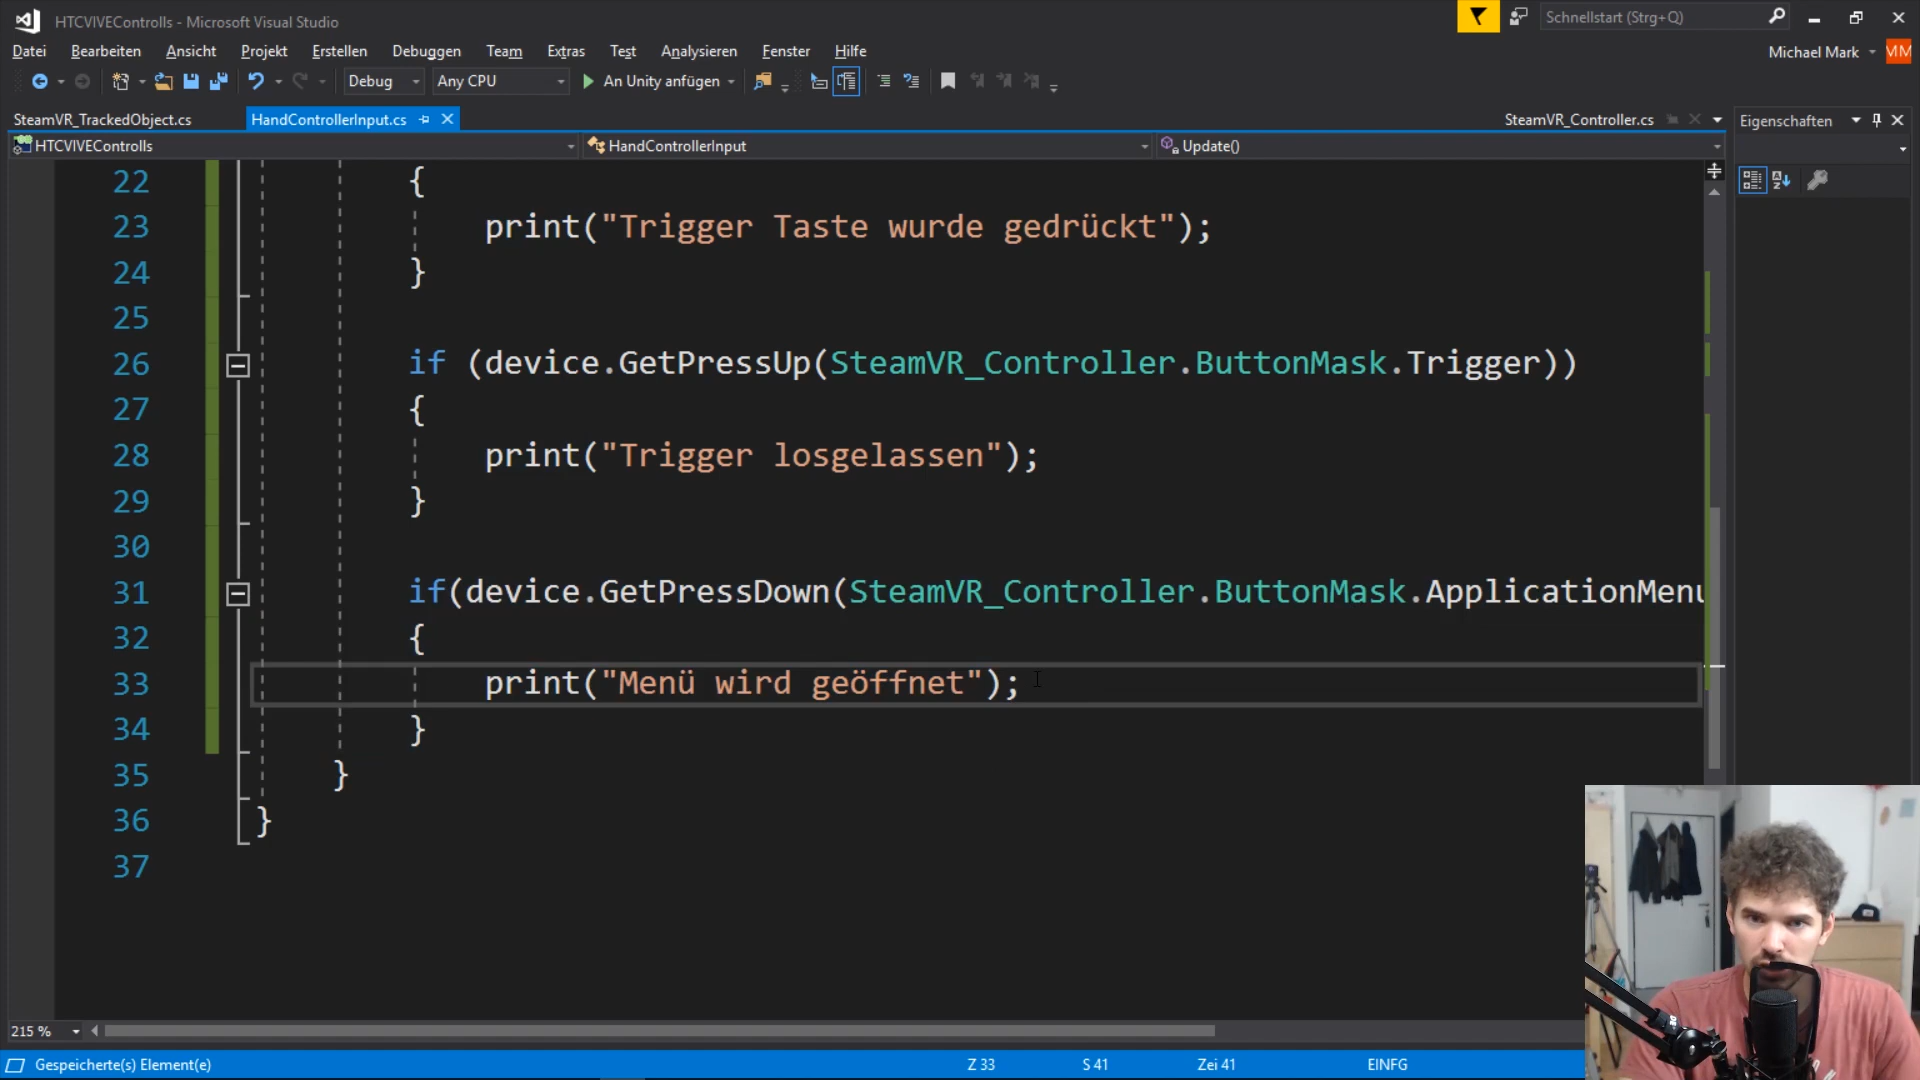 HTCVIVEControlls - Microsoft Visual Studio
Schnellstart (Strg+Q)
Datei Bearbeiten Ansicht Projekt Erstellen Debuggen Team Extras Test Analysieren Fenster Hilfe
Michael Mark MM
Debug Any CPU An Unity anfügen
SteamVR_TrackedObject.cs HandControllerInput.cs SteamVR_Controller.cs Eigenschaften
HTCVIVEControlls HandControllerInput Update()
22 {
23 print("Trigger Taste wurde gedrückt");
24 }
25
26 if (device.GetPressUp(SteamVR_Controller.ButtonMask.Trigger))
27 {
28 print("Trigger losgelassen");
29 }
30
31 if(device.GetPressDown(SteamVR_Controller.ButtonMask.ApplicationMenu
32 {
33 print("Menü wird geöffnet");
34 }
35 }
36 }
37
215 %
Gespeicherte(s) Element(e) Z 33 S 41 Zei 41 EINFG